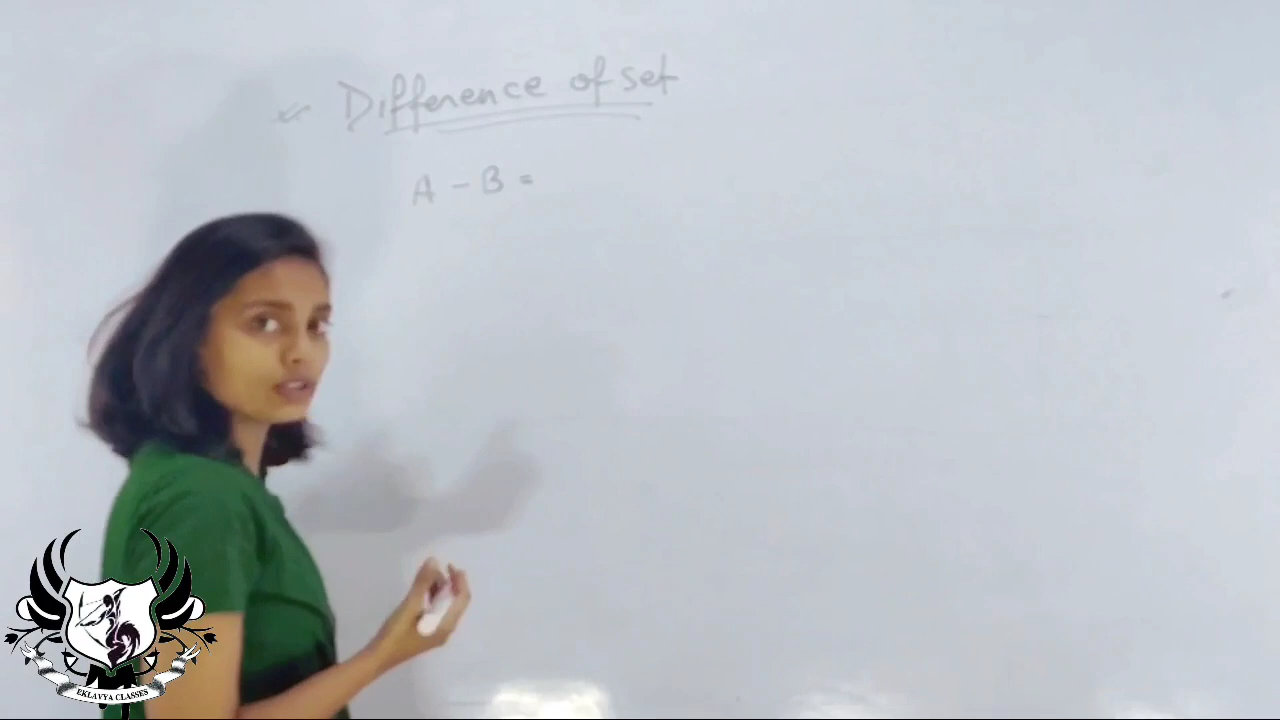 Difference of set
A - B =
EKLAVYA CLASSES